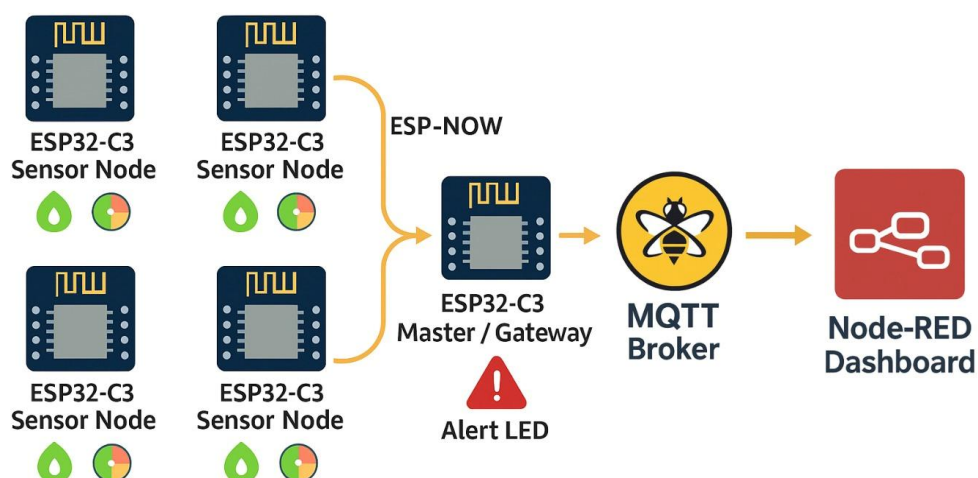 ESP32-C3
Sensor Node
ESP32-C3
Sensor Node
ESP-NOW
ESP32-C3
Master / Gateway
Alert LED
MQTT
Broker
Node-RED
Dashboard
ESP32-C3
Sensor Node
ESP32-C3
Sensor Node